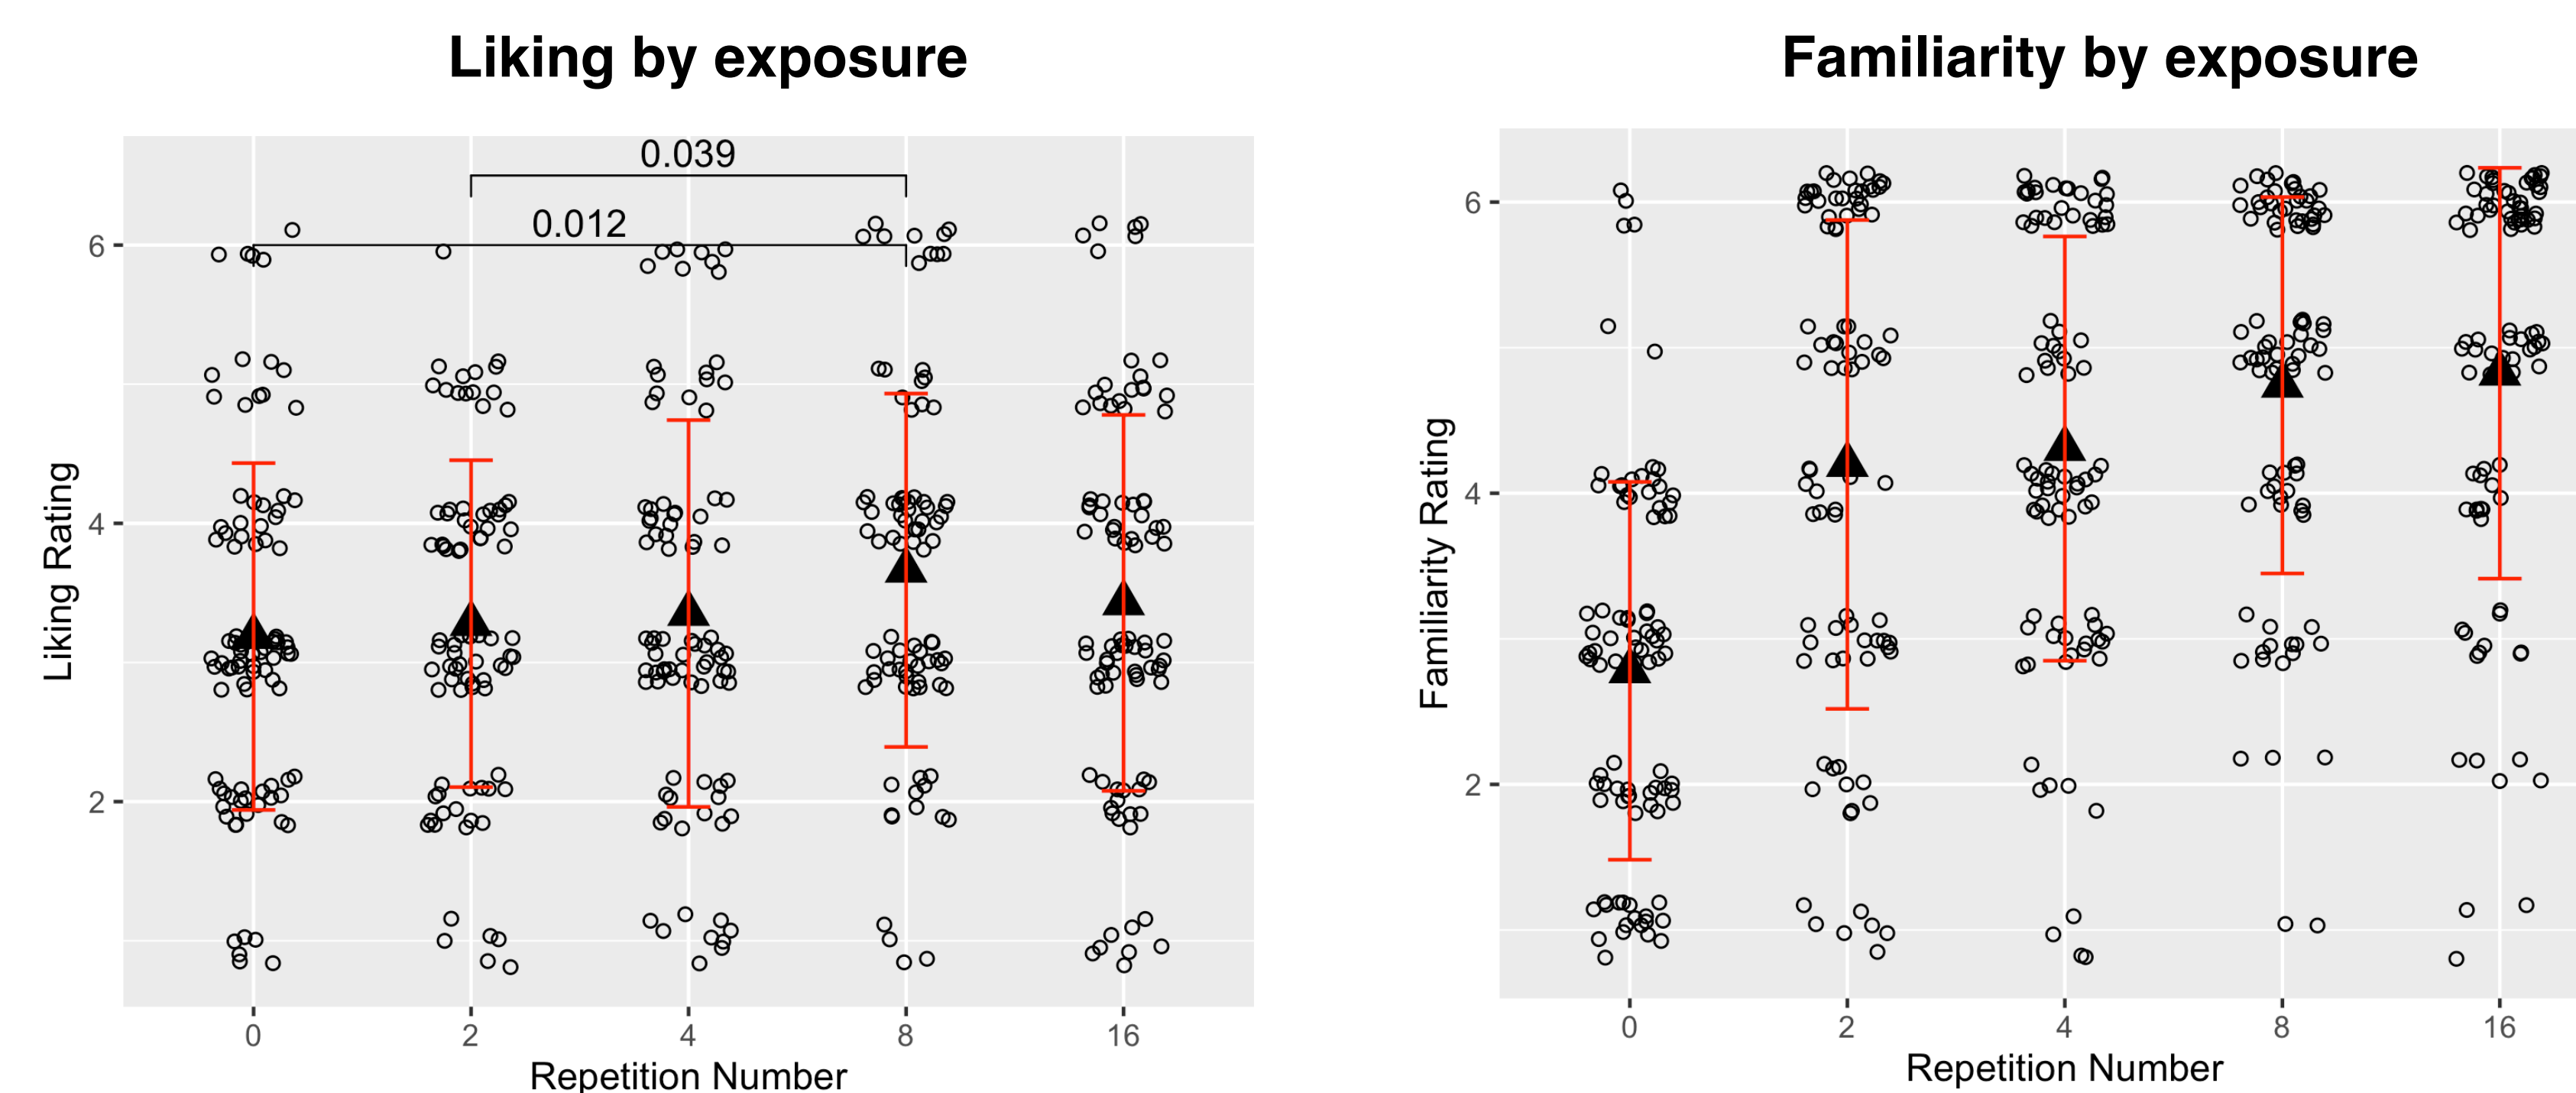 Liking by exposure
0.039
0.012
6
4
2
Liking Rating
0 2 4 8 16
Repetition Number
Familiarity by exposure
6
4
2
Familiarity Rating
0 2 4 8 16
Repetition Number